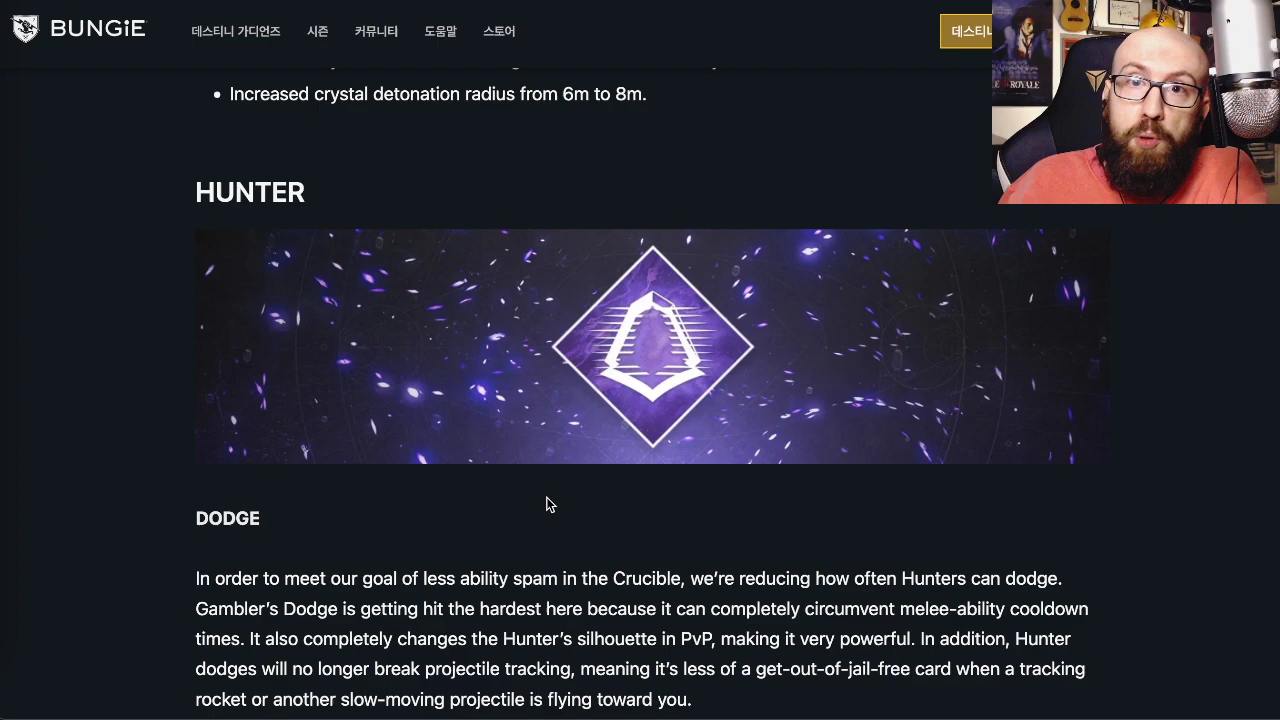 BUNGiE 데스티니 가디언즈 시즌 커뮤니티 도움말 스토어 데스티니
• Increased crystal detonation radius from 6m to 8m.
HUNTER
DODGE
In order to meet our goal of less ability spam in the Crucible, we’re reducing how often Hunters can dodge.
Gambler’s Dodge is getting hit the hardest here because it can completely circumvent melee-ability cooldown
times. It also completely changes the Hunter’s silhouette in PvP, making it very powerful. In addition, Hunter
dodges will no longer break projectile tracking, meaning it’s less of a get-out-of-jail-free card when a tracking
rocket or another slow-moving projectile is flying toward you.